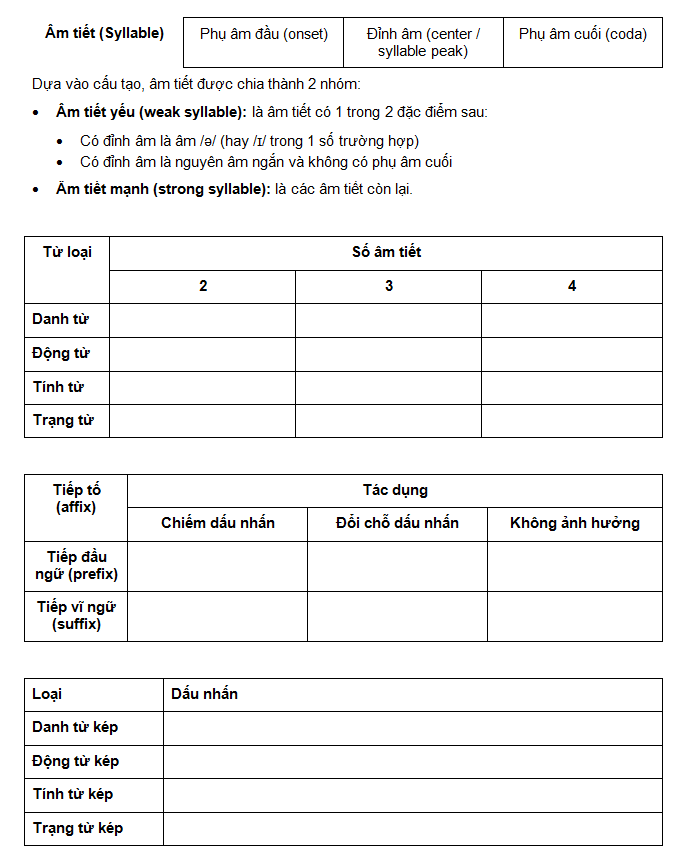 Âm tiết (Syllable)
Phụ âm đầu (onset)
Đỉnh âm (center /
syllable peak)
Phụ âm cuối (coda)
Dựa vào cấu tạo, âm tiết được chia thành 2 nhóm:
• Âm tiết yếu (weak syllable): là âm tiết có 1 trong 2 đặc điểm sau:
• Có đỉnh âm là âm /ə/ (hay /ɪ/ trong 1 số trường hợp)
• Có đỉnh âm là nguyên âm ngắn và không có phụ âm cuối
• Âm tiết mạnh (strong syllable): là các âm tiết còn lại.
Từ loại
Số âm tiết
2
3
4
Danh từ
Động từ
Tính từ
Trạng từ
Tiếp tố
(affix)
Tác dụng
Chiếm dấu nhấn
Đổi chỗ dấu nhấn
Không ảnh hưởng
Tiếp đầu
ngữ (prefix)
Tiếp vĩ ngữ
(suffix)
Loại
Dấu nhấn
Danh từ kép
Động từ kép
Tính từ kép
Trạng từ kép